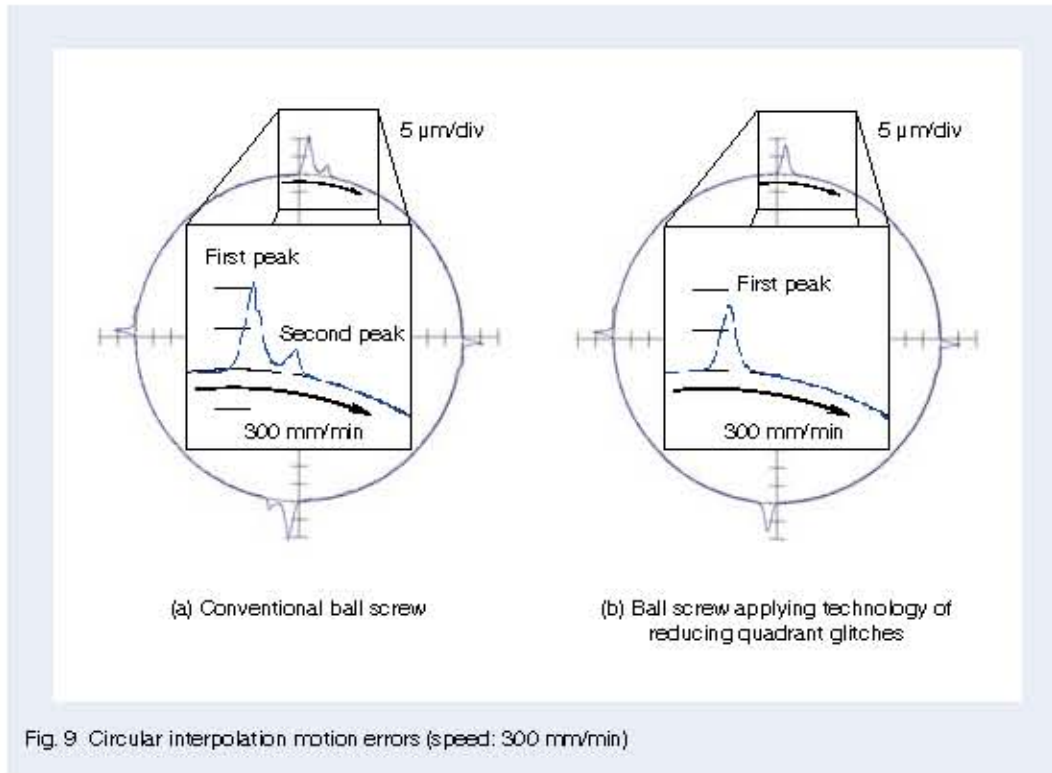 5 µm/div
First peak
Second peak
300 mm/min
5 µm/div
First peak
300 mm/min
(a) Conventional ball screw
(b) Ball screw applying technology of
reducing quadrant glitches
Fig. 9 Circular interpolation motion errors (speed: 300 mm/min)